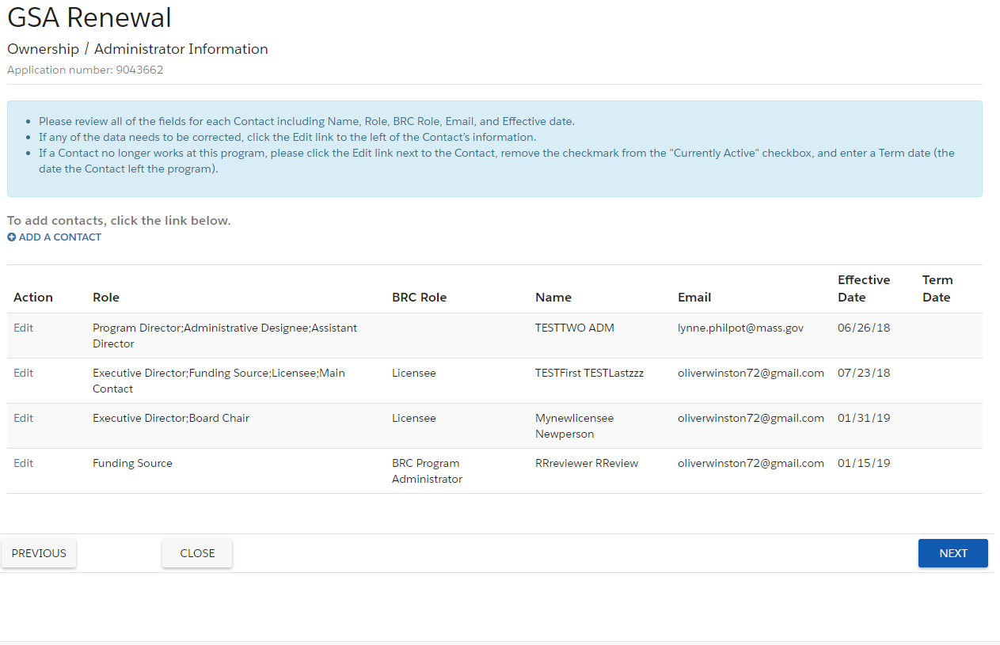 GSA Renewal
Ownership / Administrator Information
Application number: 9043662
Please review all of the fields for each Contact including Name, Role, BRC Role, Email, and Effective date.
If any of the data needs to be corrected, click the Edit link to the left of the Contact's information.
If a Contact no longer works at this program, please click the Edit link next to the Contact, remove the checkmark from the "Currently Active" checkbox, and enter a Term date (the
date the Contact left the program).
To add contacts, click the link below.
ADD A CONTACT
Action Role BRC Role Name Email Effective Date Term Date
Edit Program Director;Administrative Designee;Assistant Director TESTTWO ADM lynne.philpot@mass.gov 06/26/18
Edit Executive Director;Funding Source;Licensee;Main Contact Licensee TESTFirst TESTLastzzz oliverwinston72@gmail.com 07/23/18
Edit Executive Director;Board Chair Licensee Mynewlicensee Newperson oliverwinston72@gmail.com 01/31/19
Edit Funding Source BRC Program Administrator RRreviewer RReview oliverwinston72@gmail.com 01/15/19
PREVIOUS CLOSE NEXT